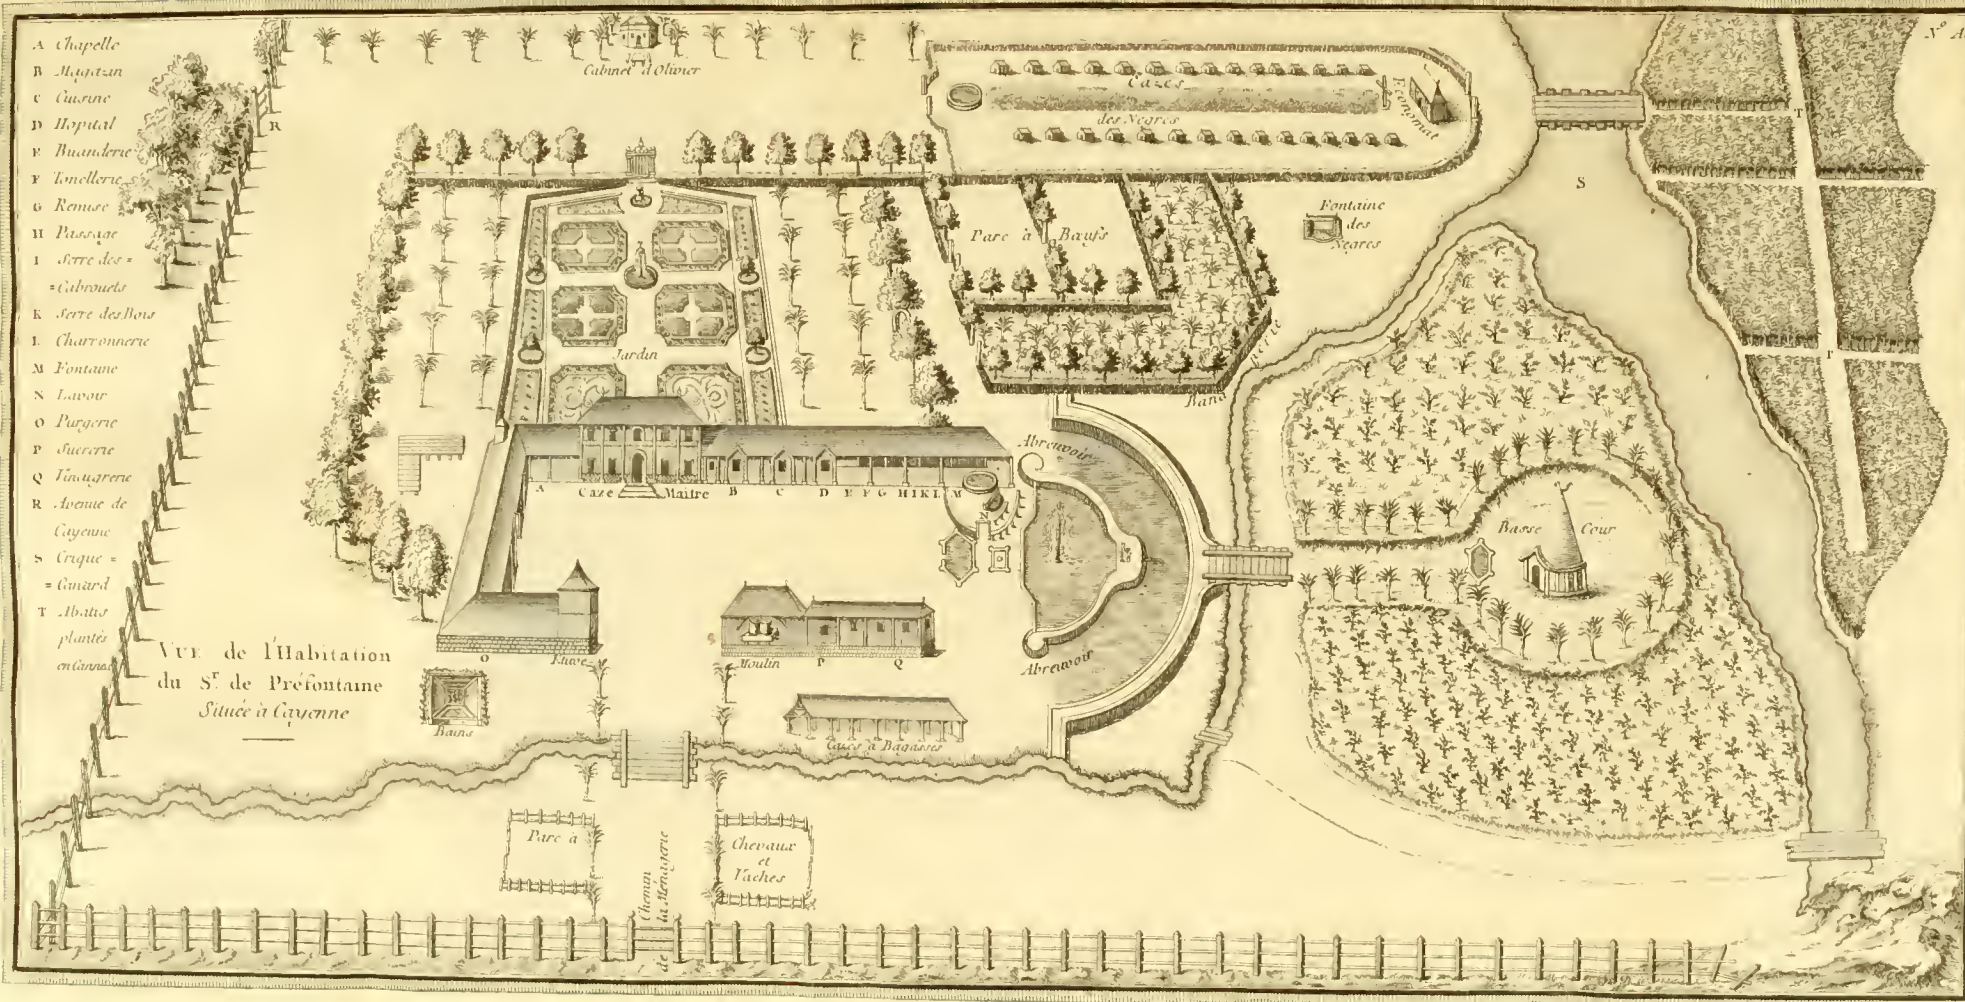 A Chapelle
B Magazin
C Cuisine
D Hopital
E Buanderie
F Tonellerie
G Remise
H Passage
I Serre des =
= Cabrouets
K Serre des Bois
L Charronnerie
M Fontaine
N Lavoir
O Purgerie
P Sucrerie
Q Vinaigrerie
R Avenue de
Cayenne
S Crique =
= Canard
T Abatis
plantés
en Cannes
VUE de l'Habitation
du S.r de Préfontaine
Située à Cayenne
N.o
R
Cabinet d'Olivier
Cazes
des Negres
Economat
T
S
Fontaine
des
Negres
Parc à Bœufs
Jardin
T
Abreuvoir
A Caze Maitre B C D E F G H I K L M
N
Basse Cour
O Etuve
Moulin P Q
Abreuvoir
Bains
Cazes à Bagasses
Parc à
Chevaux
et
Vaches
Chemin
de la Ménagerie